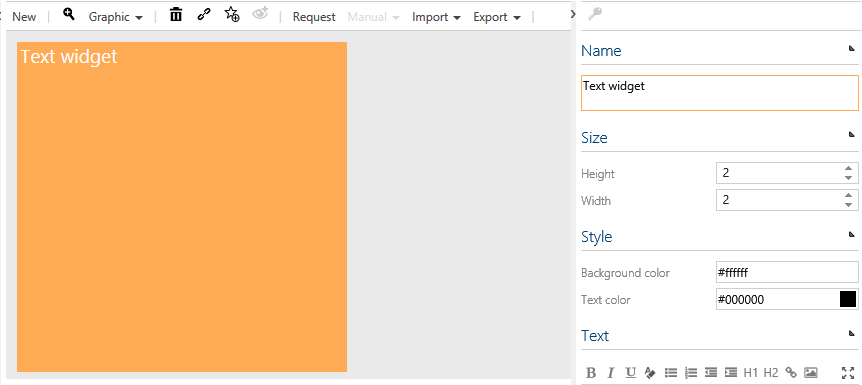 New | Graphic | Request Manual Import Export |
Text widget
Name
Text widget
Size
Height 2
Width 2
Style
Background color #ffffff
Text color #000000
Text
B I U H1 H2